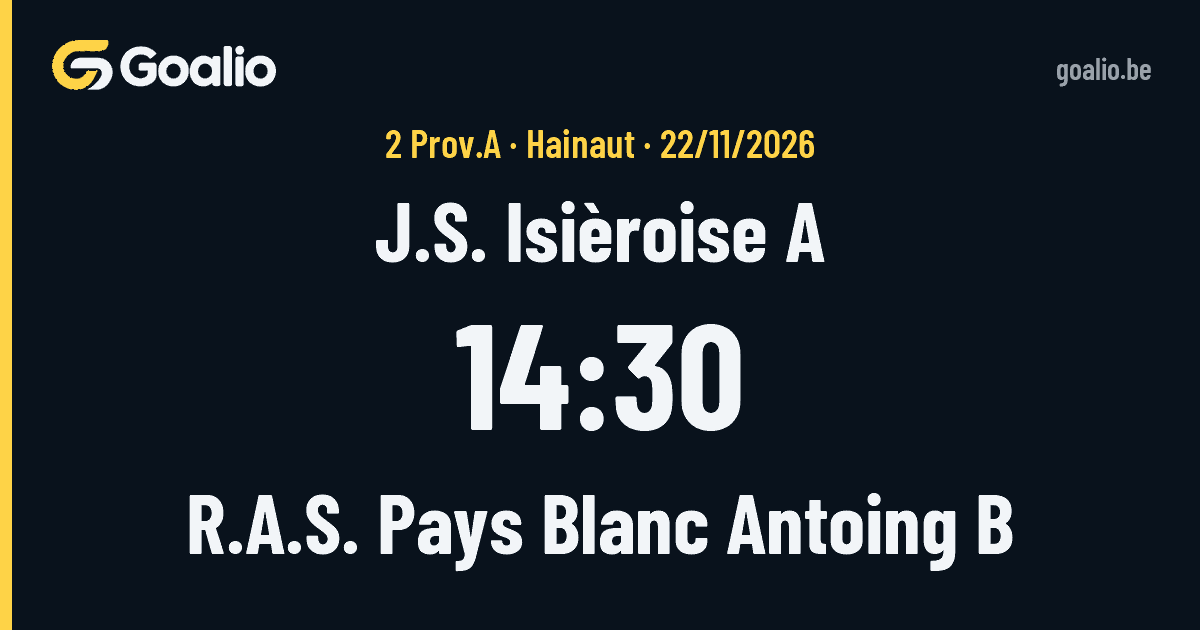 Goalio
goalio.be
2 Prov.A · Hainaut · 22/11/2026
J.S. Isièroise A
14:30
R.A.S. Pays Blanc Antoing B